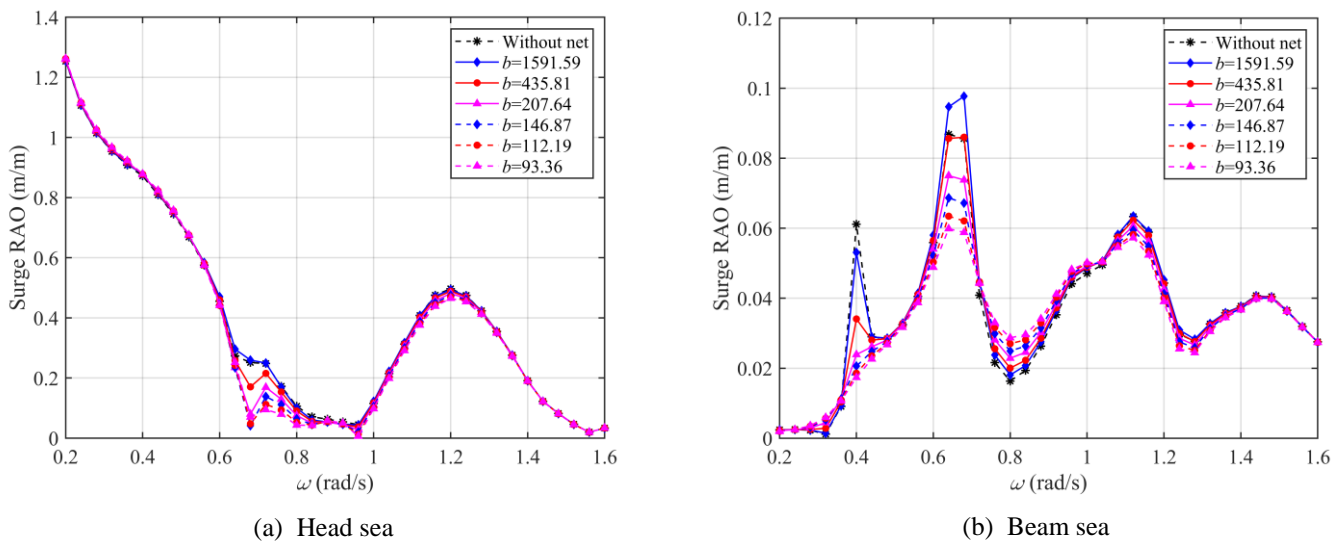 1.4
1.2
1
0.8
0.6
0.4
0.2
0
Surge RAO (m/m)
0.2 0.4 0.6 0.8 1 1.2 1.4 1.6
ω (rad/s)
Without net
b=1591.59
b=435.81
b=207.64
b=146.87
b=112.19
b=93.36
(a) Head sea
0.12
0.1
0.08
0.06
0.04
0.02
0
Surge RAO (m/m)
0.2 0.4 0.6 0.8 1 1.2 1.4 1.6
ω (rad/s)
Without net
b=1591.59
b=435.81
b=207.64
b=146.87
b=112.19
b=93.36
(b) Beam sea